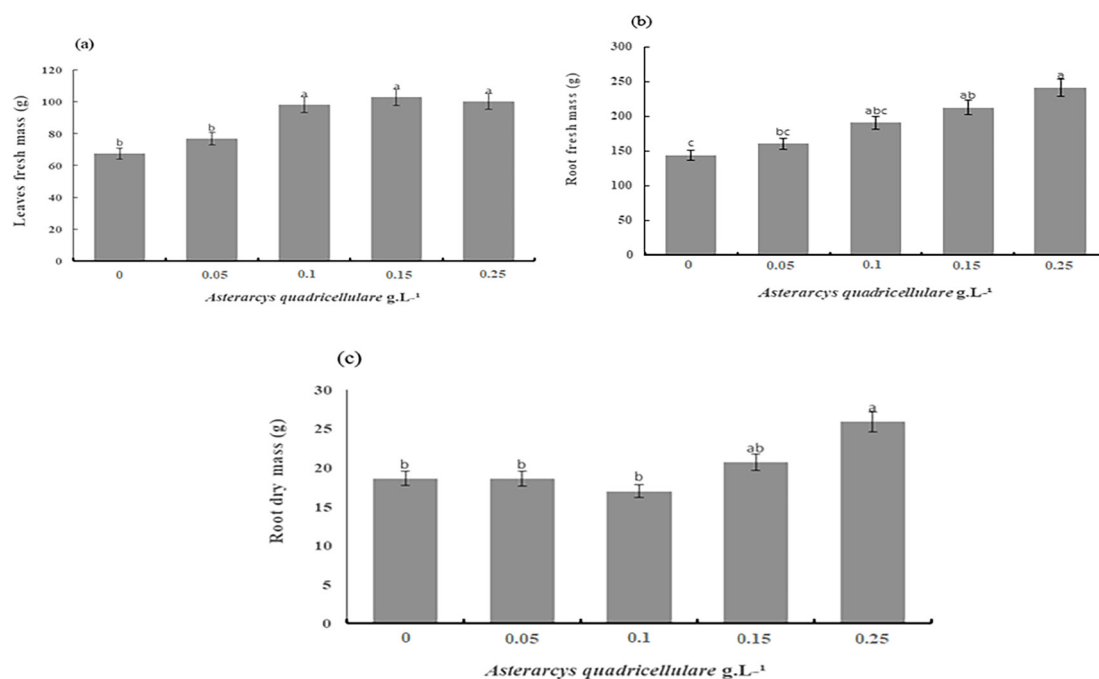 (a)
Leaves fresh mass (g)
120
100
80
60
40
20
0
b
b
a
a
a
0 0.05 0.1 0.15 0.25
Asterarcys quadricellulare g.L-¹
(b)
Root fresh mass (g)
300
250
200
150
100
50
0
c
bc
abc
ab
a
0 0.05 0.1 0.15 0.25
Asterarcys quadricellulare g.L-¹
(c)
Root dry mass (g)
30
25
20
15
10
5
0
b
b
b
ab
a
0 0.05 0.1 0.15 0.25
Asterarcys quadricellulare g.L-¹